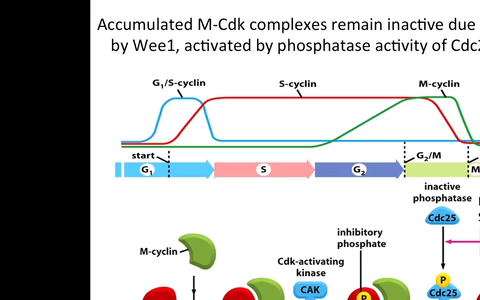 Accumulated M-Cdk complexes remain inactive due
by Wee1, activated by phosphatase activity of Cdc2
G1/S-cyclin
S-cyclin
M-cyclin
start
G2/M
G1
S
G2
M
inactive
phosphatase
Cdc25
inhibitory
phosphate
M-cyclin
Cdk-activating
kinase
CAK
P
P
Cdc25